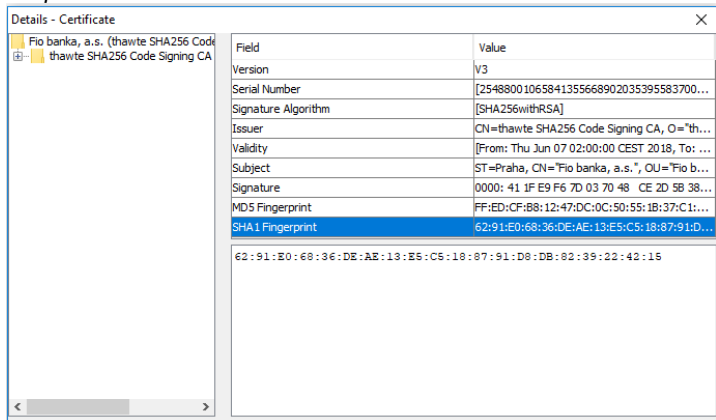 Details - Certificate
Fio banka, a.s. (thawte SHA256 Code
thawte SHA256 Code Signing CA
Field Value
Version V3
Serial Number [2548800106584135566890203539558370 0...
Signature Algorithm [SHA256withRSA]
Issuer CN=thawte SHA256 Code Signing CA, O="th...
Validity [From: Thu Jun 07 02:00:00 CEST 2018, To: ...
Subject ST=Praha, CN="Fio banka, a.s.", OU="Fio b...
Signature 0000: 41 1F E9 F6 7D 03 70 48 CE 2D 5B 38...
MD5 Fingerprint FF:ED:CF:B8:12:47:DC:0C:50:55:1B:37:C1:...
SHA1 Fingerprint 62:91:E0:68:36:DE:AE:13:E5:C5:18:87:91:D...
62:91:E0:68:36:DE:AE:13:E5:C5:18:87:91:D8:DB:82:39:22:42:15